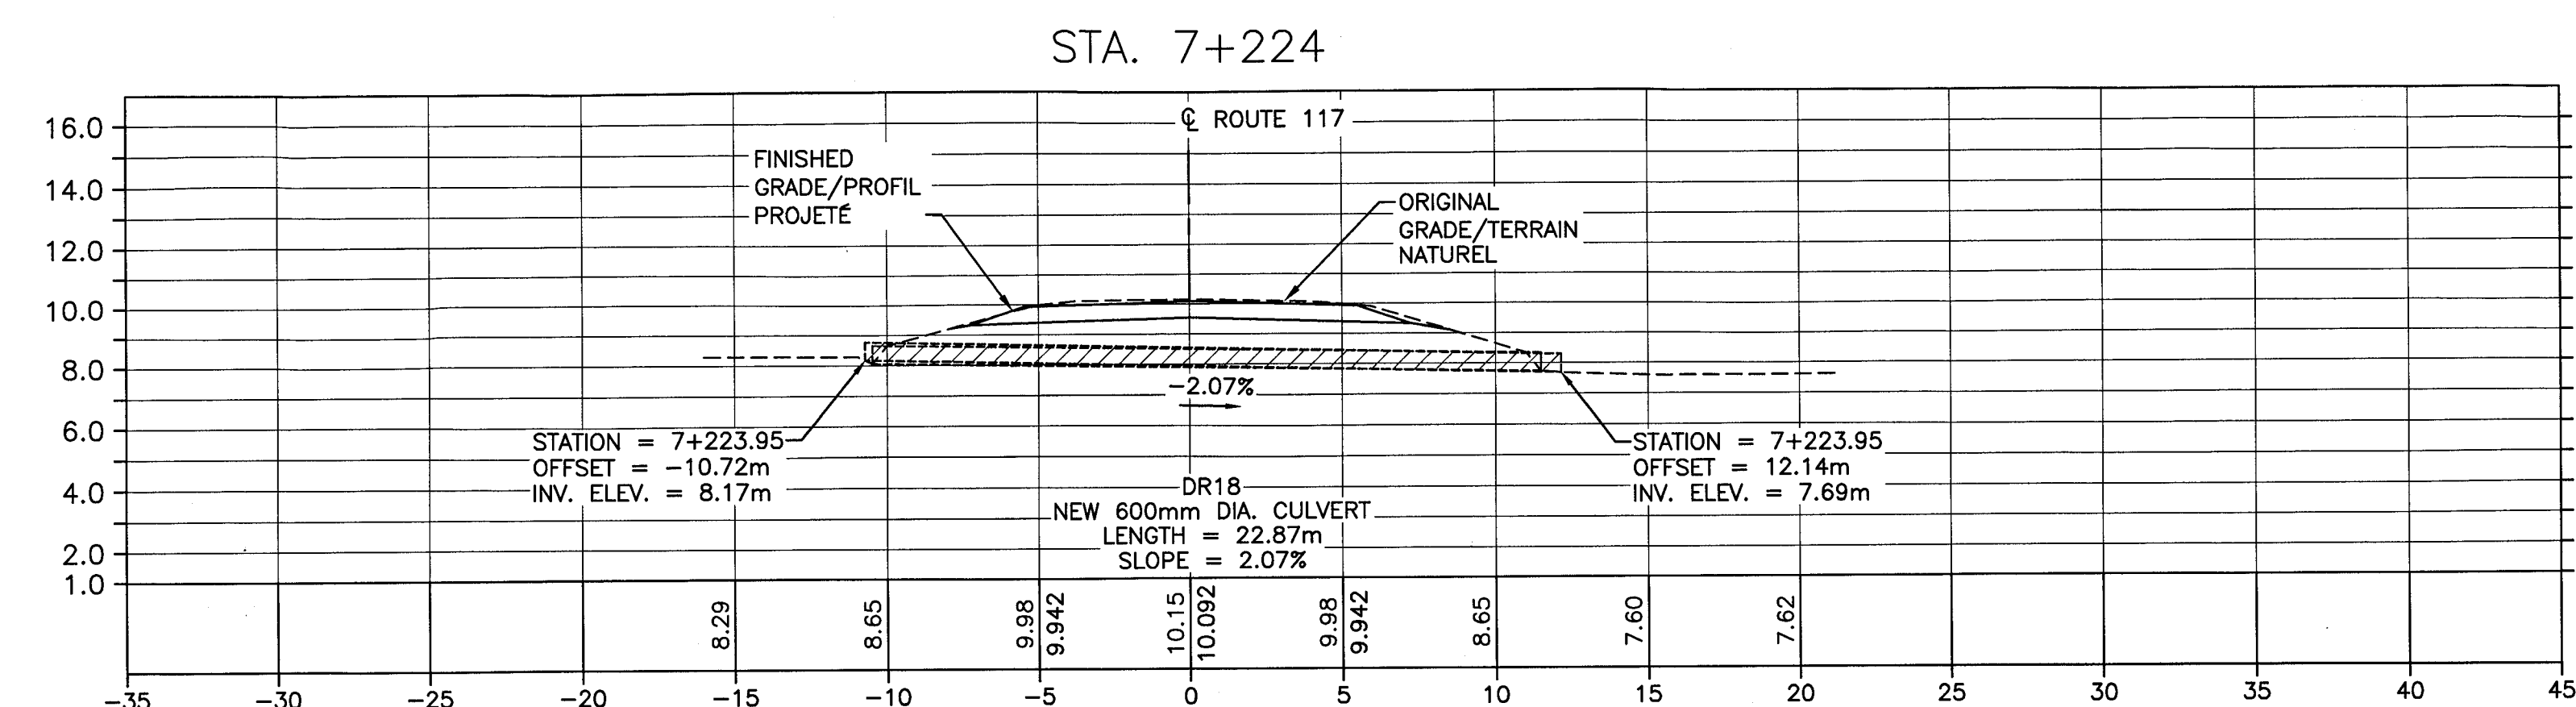 STA. 7+224
℄ ROUTE 117
FINISHED
GRADE/PROFIL
PROJETÉ
ORIGINAL
GRADE/TERRAIN
NATUREL
16.0
14.0
12.0
10.0
8.0
6.0
4.0
2.0
1.0
-2.07%
STATION = 7+223.95
OFFSET = -10.72m
INV. ELEV. = 8.17m
STATION = 7+223.95
OFFSET = 12.14m
INV. ELEV. = 7.69m
DR18
NEW 600mm DIA. CULVERT
LENGTH = 22.87m
SLOPE = 2.07%
8.29
8.65
9.98
9.942
10.15
10.092
9.98
9.942
8.65
7.60
7.62
-35 -30 -25 -20 -15 -10 -5 0 5 10 15 20 25 30 35 40 45